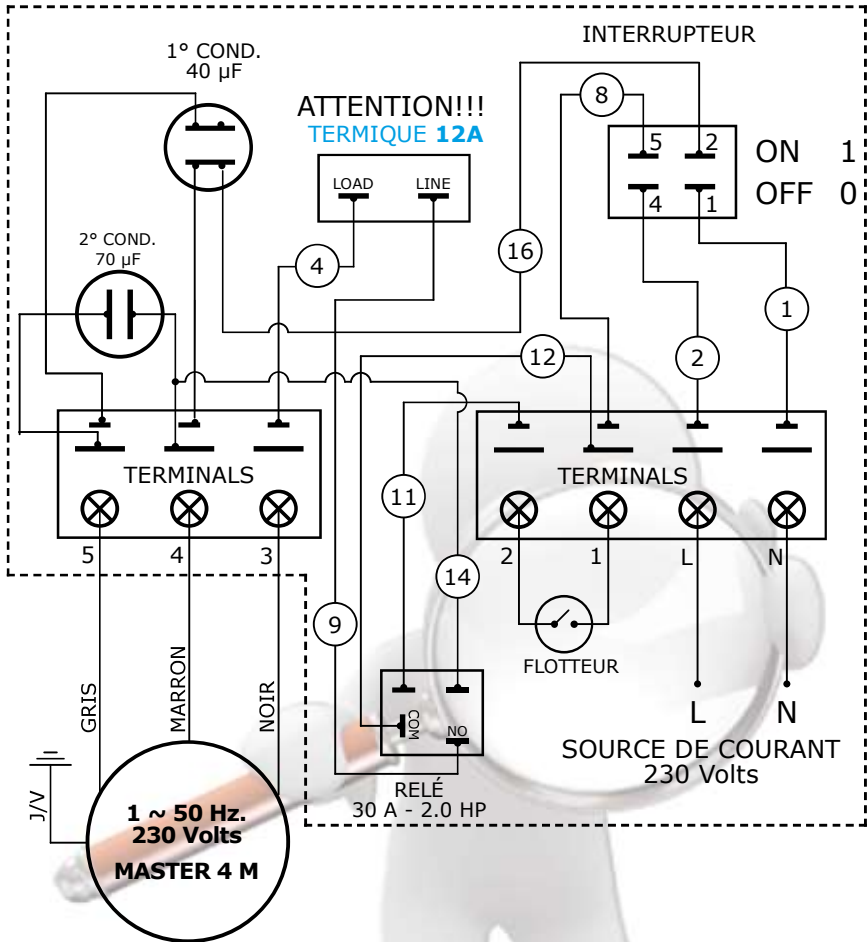 INTERRUPTEUR
1° COND.
40 µF
ATTENTION!!!
TERMIQUE 12A
LOAD LINE
8
5 2
4 1
ON 1
OFF 0
2° COND.
70 µF
4
16
1
12
2
TERMINALS
5 4 3
TERMINALS
2 1 L N
11
14
9
FLOTTEUR
GRIS
MARRON
NOIR
COM
NO
L N
SOURCE DE COURANT
230 Volts
RELÉ
30 A - 2.0 HP
J/V
1 ~ 50 Hz.
230 Volts
MASTER 4 M